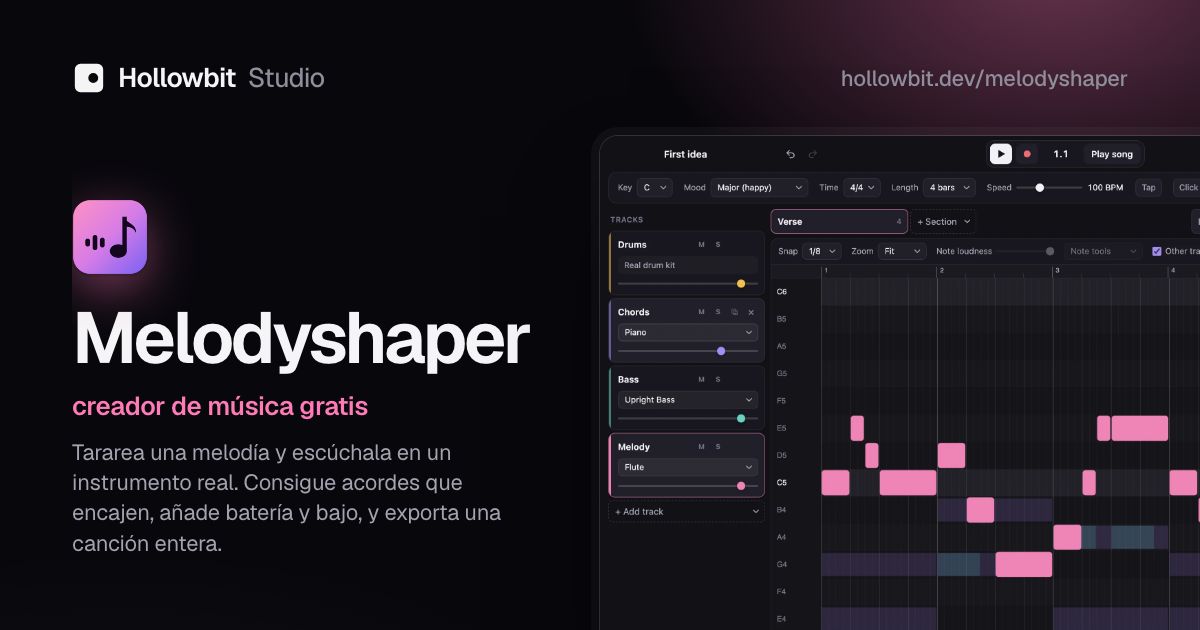 Hollowbit Studio
hollowbit.dev/melodyshaper
Melodyshaper
creador de música gratis
Tararea una melodía y escúchala en un
instrumento real. Consigue acordes que
encajen, añade batería y bajo, y exporta una
canción entera.
First idea
1.1 Play song
Key C Mood Major (happy) Time 4/4 Length 4 bars Speed 100 BPM Tap Click
TRACKS
Verse 4 + Section
Drums M S
Real drum kit
Chords M S
Piano
Bass M S
Upright Bass
Melody M S
Flute
+ Add track
Snap 1/8 Zoom Fit Note loudness Note tools Other tra
1 2 3 4
C6
B5
A5
G5
F5
E5
D5
C5
B4
A4
G4
F4
E4